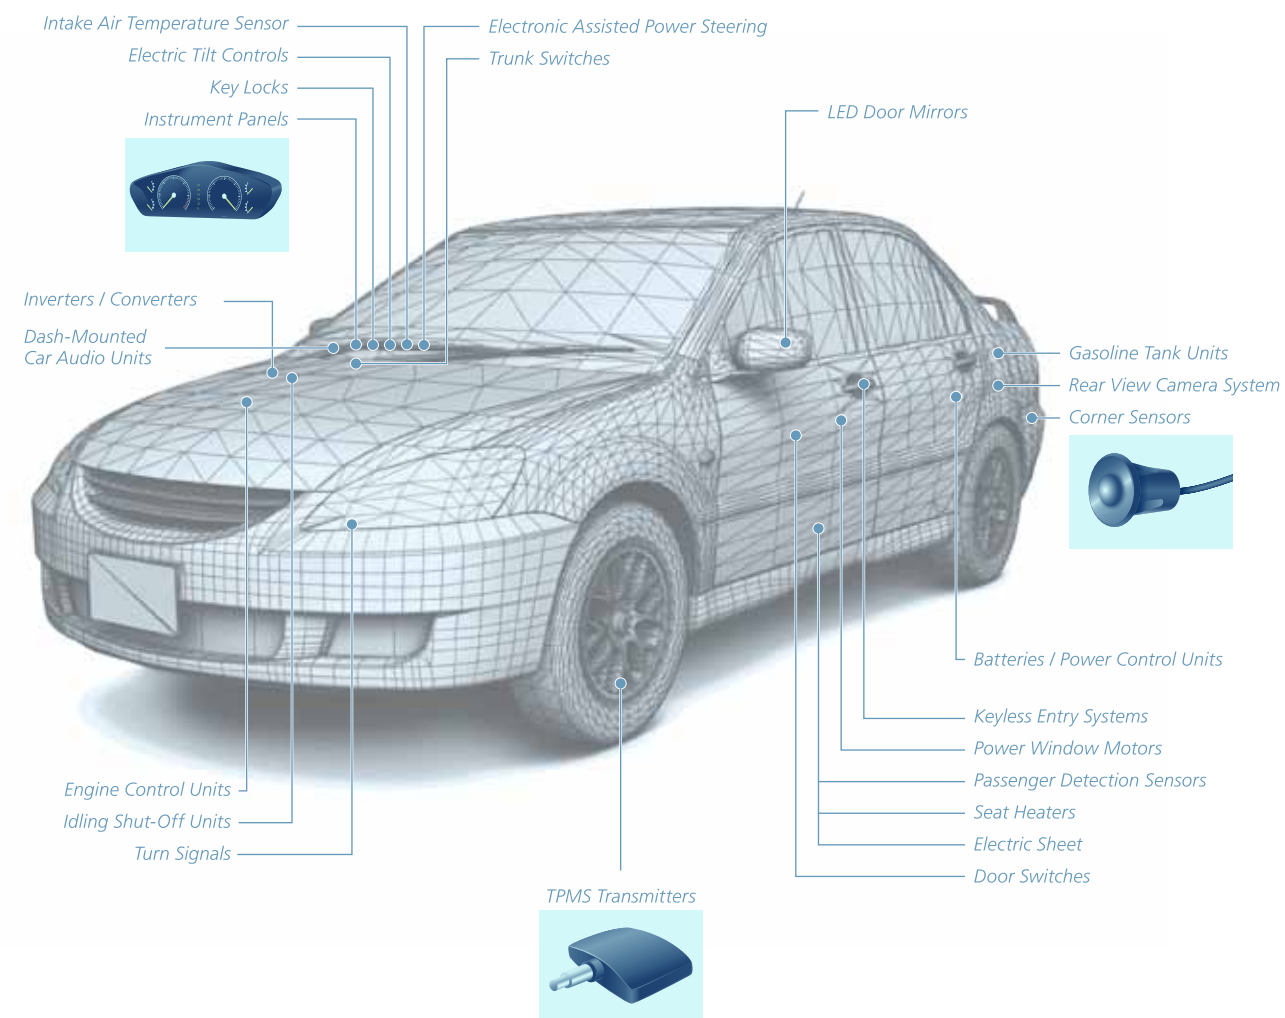 Intake Air Temperature Sensor
Electric Tilt Controls
Key Locks
Instrument Panels
Electronic Assisted Power Steering
Trunk Switches
LED Door Mirrors
Inverters / Converters
Dash-Mounted
Car Audio Units
Gasoline Tank Units
Rear View Camera System
Corner Sensors
Batteries / Power Control Units
Keyless Entry Systems
Power Window Motors
Passenger Detection Sensors
Seat Heaters
Electric Sheet
Door Switches
Engine Control Units
Idling Shut-Off Units
Turn Signals
TPMS Transmitters